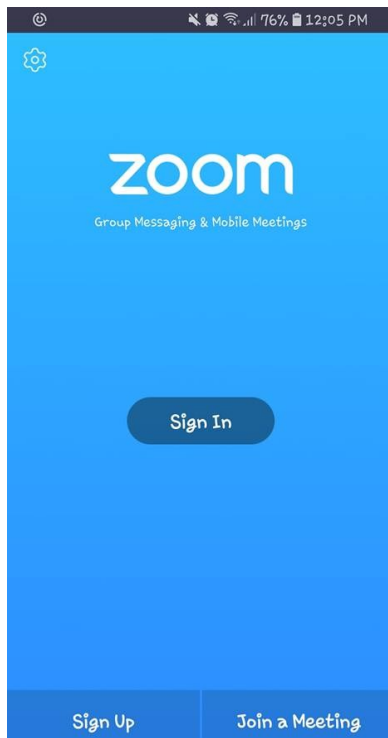 76% 12:05 PM
zoom
Group Messaging & Mobile Meetings
Sign In
Sign Up
Join a Meeting